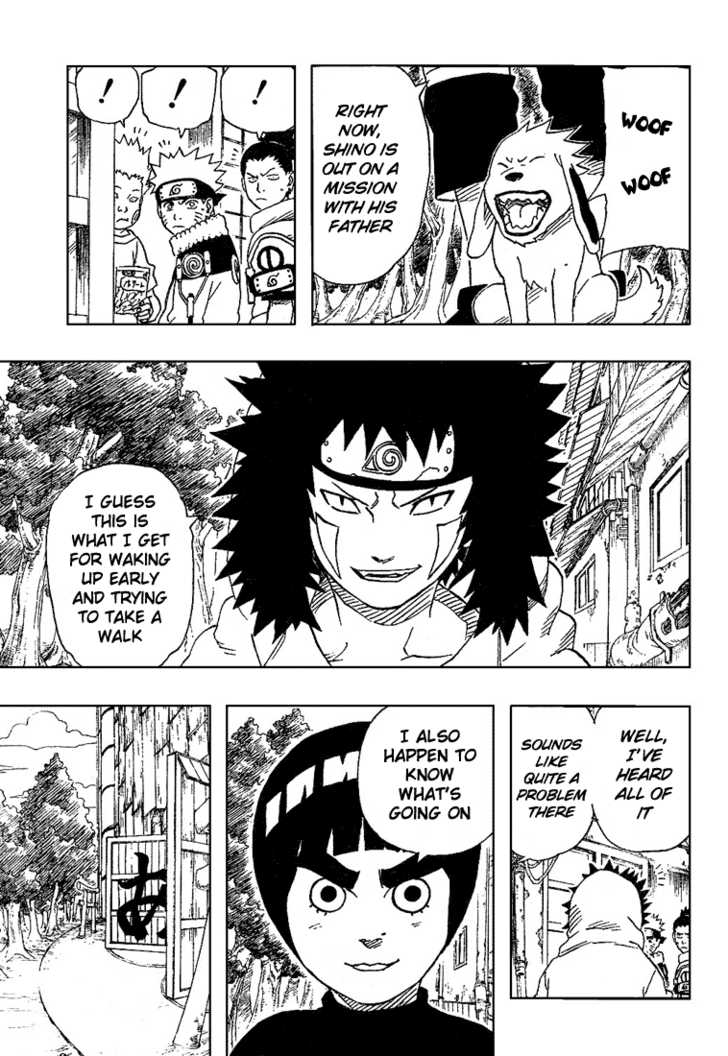 WOOF
WOOF
RIGHT
NOW,
SHINO IS
OUT ON A
MISSION
WITH HIS
FATHER
!
!
!
I GUESS
THIS IS
WHAT I GET
FOR WAKING
UP EARLY
AND TRYING
TO TAKE A
WALK
WELL,
I'VE
HEARD
ALL OF
IT
SOUNDS
LIKE
QUITE A
PROBLEM
THERE
I ALSO
HAPPEN TO
KNOW
WHAT'S
GOING ON
あ